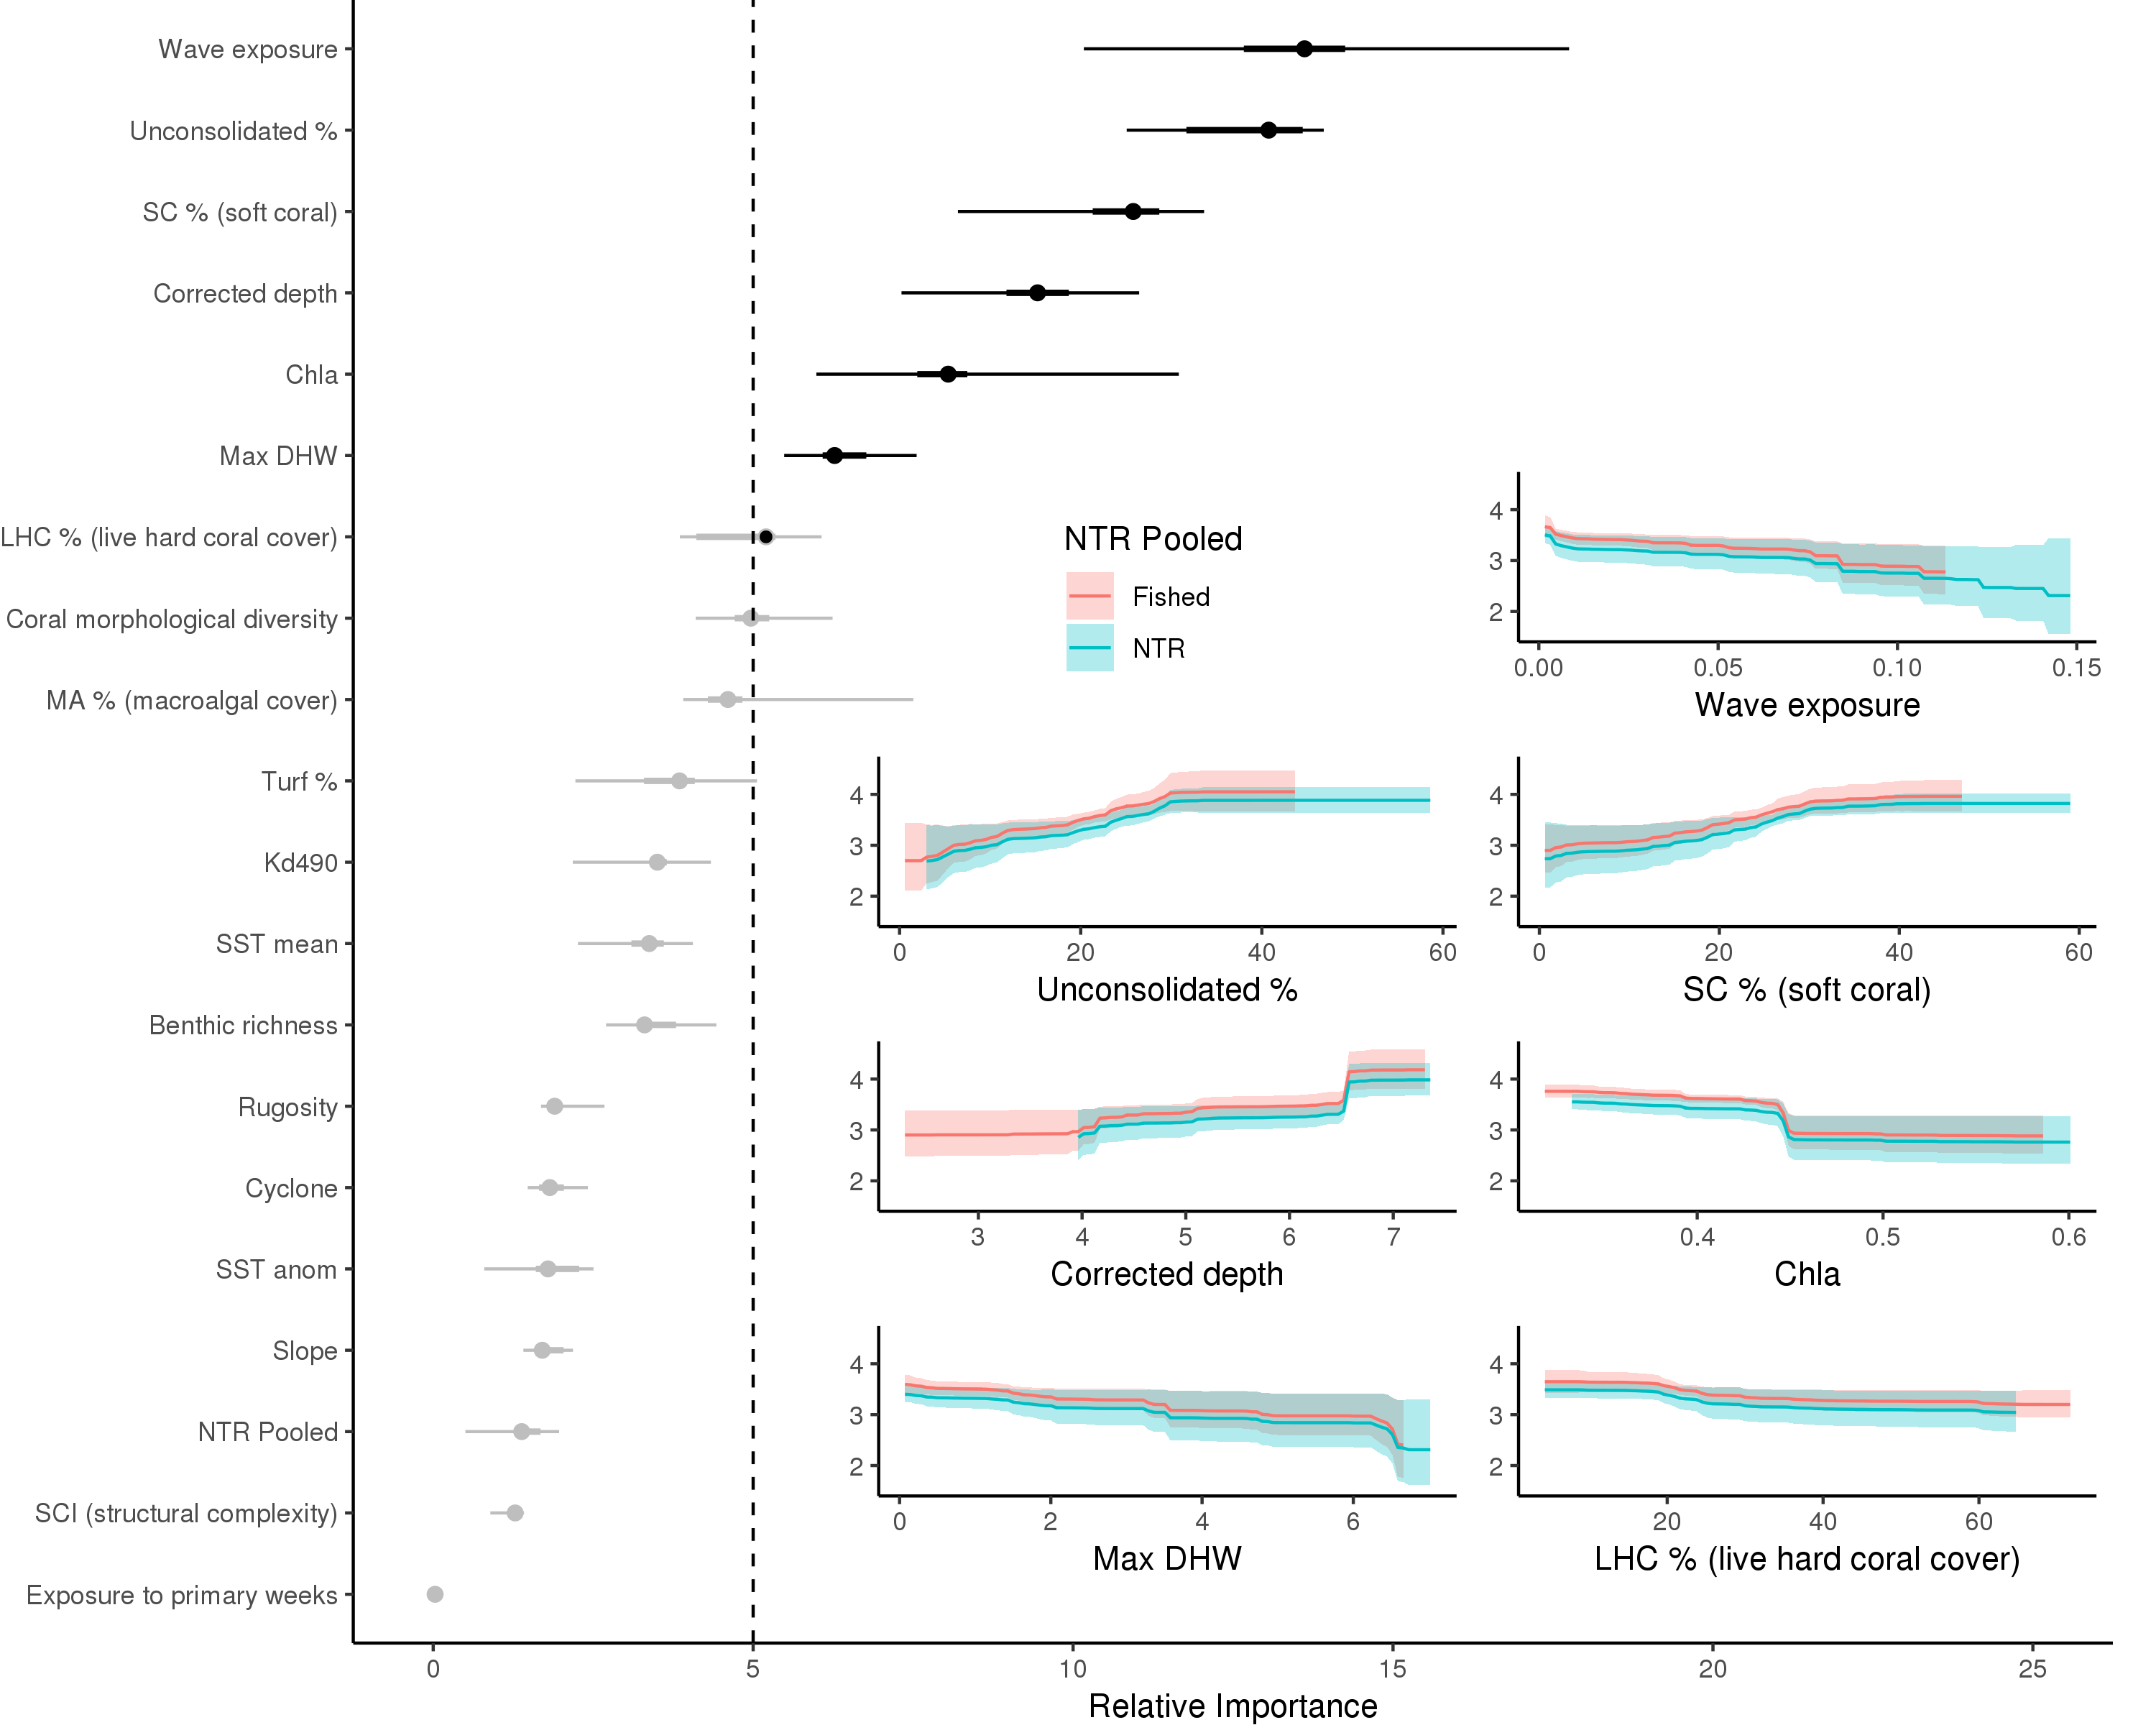 Wave exposure
Unconsolidated %
SC % (soft coral)
Corrected depth
Chla
Max DHW
LHC % (live hard coral cover)
Coral morphological diversity
MA % (macroalgal cover)
Turf %
Kd490
SST mean
Benthic richness
Rugosity
Cyclone
SST anom
Slope
NTR Pooled
SCI (structural complexity)
Exposure to primary weeks
0 5 10 15 20 25
Relative Importance
NTR Pooled
Fished
NTR
4
3
2
0.00 0.05 0.10 0.15
Wave exposure
4
3
2
0 20 40 60
Unconsolidated %
4
3
2
0 20 40 60
SC % (soft coral)
4
3
2
3 4 5 6 7
Corrected depth
4
3
2
0.4 0.5 0.6
Chla
4
3
2
0 2 4 6
Max DHW
4
3
2
20 40 60
LHC % (live hard coral cover)